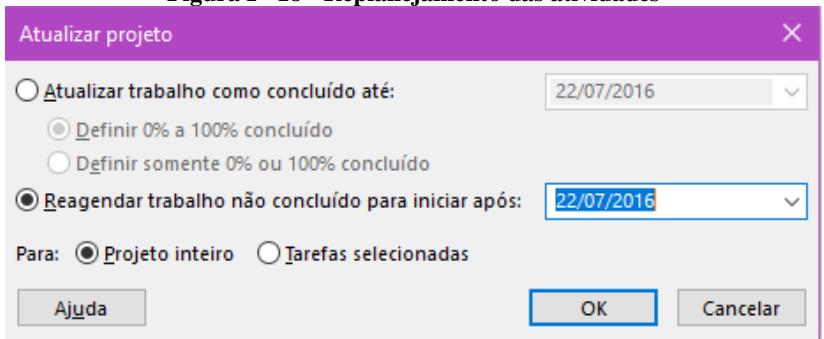 Atualizar projeto
Atualizar trabalho como concluído até: 22/07/2016
Definir 0% a 100% concluído
Definir somente 0% ou 100% concluído
Reagendar trabalho não concluído para iniciar após: 22/07/2016
Para: Projeto inteiro Tarefas selecionadas
Ajuda OK Cancelar